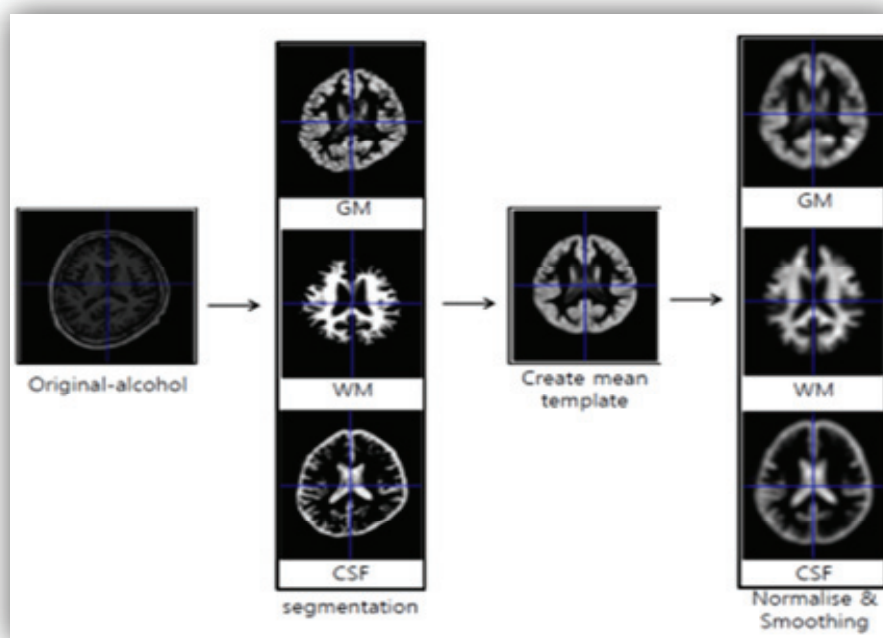 Original-alcohol
GM
WM
CSF
segmentation
Create mean
template
GM
WM
CSF
Normalise &
Smoothing